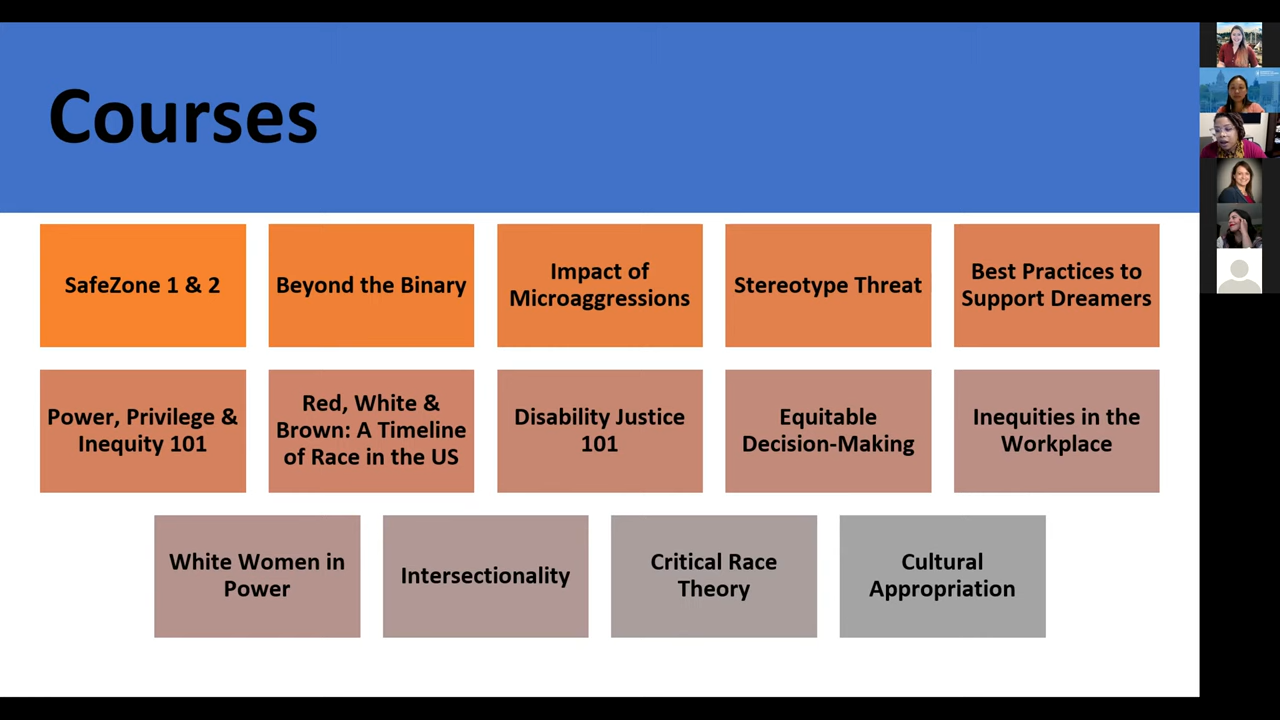 Courses
SafeZone 1 & 2
Beyond the Binary
Impact of
Microaggressions
Stereotype Threat
Best Practices to
Support Dreamers
Power, Privilege &
Inequity 101
Red, White &
Brown: A Timeline
of Race in the US
Disability Justice
101
Equitable
Decision-Making
Inequities in the
Workplace
White Women in
Power
Intersectionality
Critical Race
Theory
Cultural
Appropriation